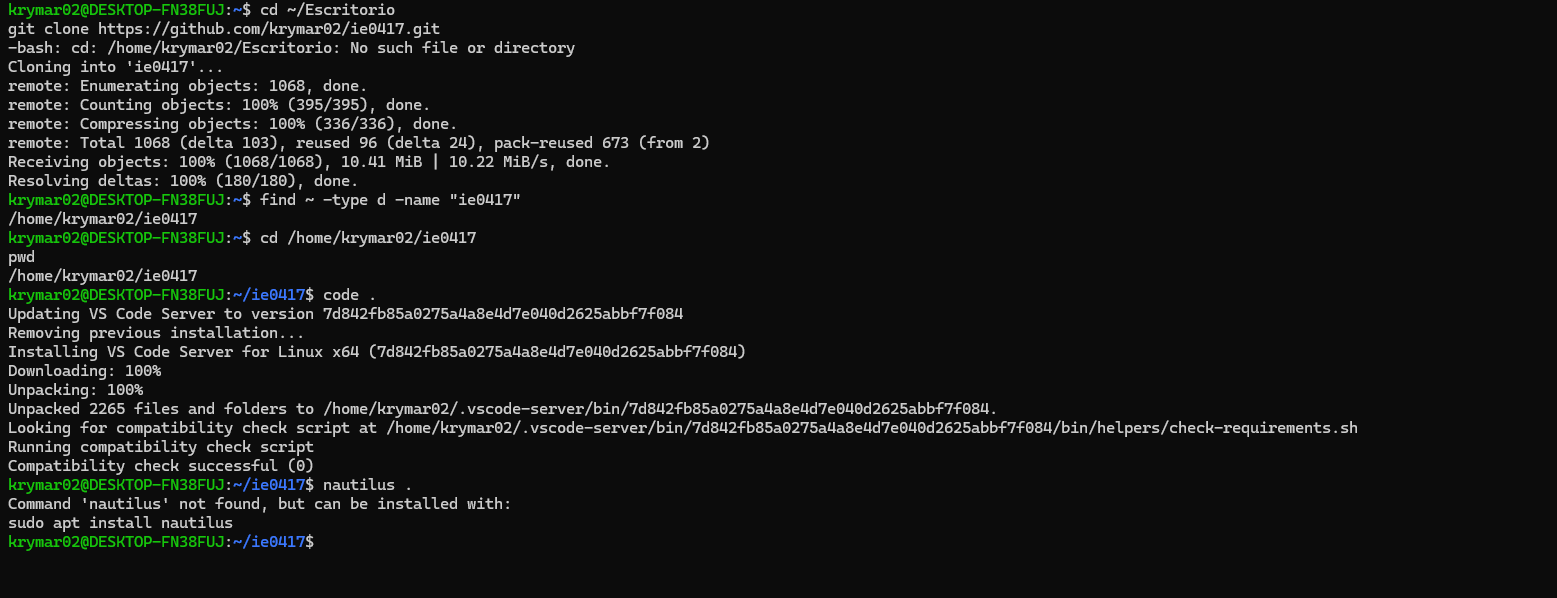 krymar02@DESKTOP-FN38FUJ:~$ cd ~/Escritorio
git clone https://github.com/krymar02/ie0417.git
-bash: cd: /home/krymar02/Escritorio: No such file or directory
Cloning into 'ie0417'...
remote: Enumerating objects: 1068, done.
remote: Counting objects: 100% (395/395), done.
remote: Compressing objects: 100% (336/336), done.
remote: Total 1068 (delta 103), reused 96 (delta 24), pack-reused 673 (from 2)
Receiving objects: 100% (1068/1068), 10.41 MiB | 10.22 MiB/s, done.
Resolving deltas: 100% (180/180), done.
krymar02@DESKTOP-FN38FUJ:~$ find ~ -type d -name "ie0417"
/home/krymar02/ie0417
krymar02@DESKTOP-FN38FUJ:~$ cd /home/krymar02/ie0417
pwd
/home/krymar02/ie0417
krymar02@DESKTOP-FN38FUJ:~/ie0417$ code .
Updating VS Code Server to version 7d842fb85a0275a4a8e4d7e040d2625abbf7f084
Removing previous installation...
Installing VS Code Server for Linux x64 (7d842fb85a0275a4a8e4d7e040d2625abbf7f084)
Downloading: 100%
Unpacking: 100%
Unpacked 2265 files and folders to /home/krymar02/.vscode-server/bin/7d842fb85a0275a4a8e4d7e040d2625abbf7f084.
Looking for compatibility check script at /home/krymar02/.vscode-server/bin/7d842fb85a0275a4a8e4d7e040d2625abbf7f084/bin/helpers/check-requirements.sh
Running compatibility check script
Compatibility check successful (0)
krymar02@DESKTOP-FN38FUJ:~/ie0417$ nautilus .
Command 'nautilus' not found, but can be installed with:
sudo apt install nautilus
krymar02@DESKTOP-FN38FUJ:~/ie0417$